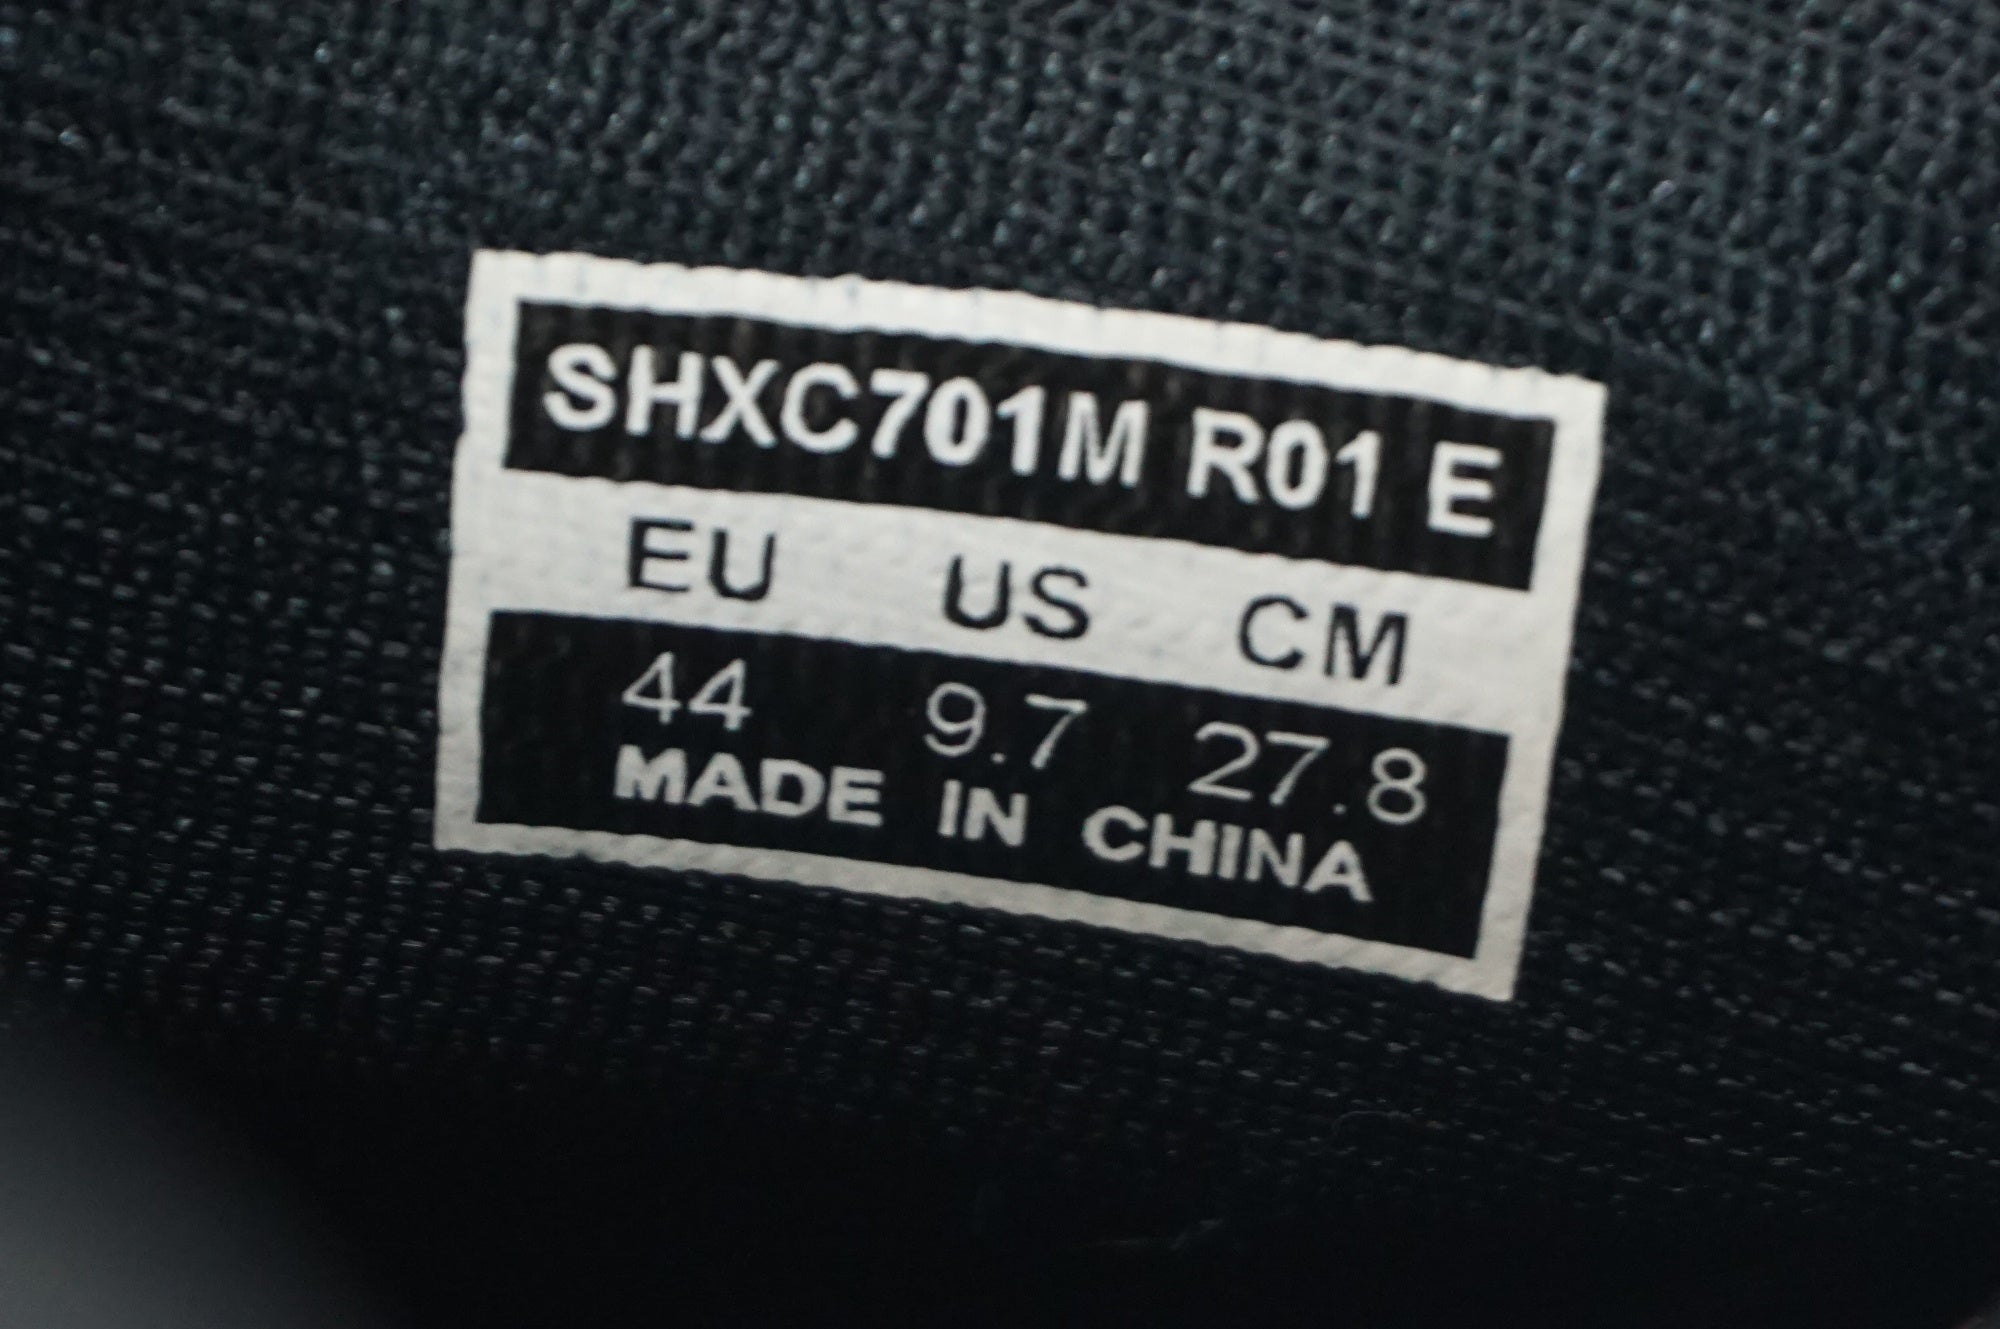 SHXC701M R01 E
EU US CM
44 9.7 27.8
MADE IN CHINA